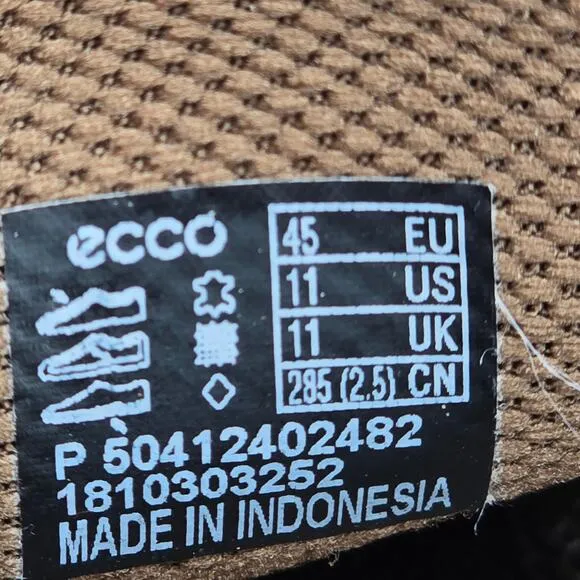 ecco
45 EU
11 US
11 UK
285 (2.5) CN
P 50412402482
1810303252
MADE IN INDONESIA